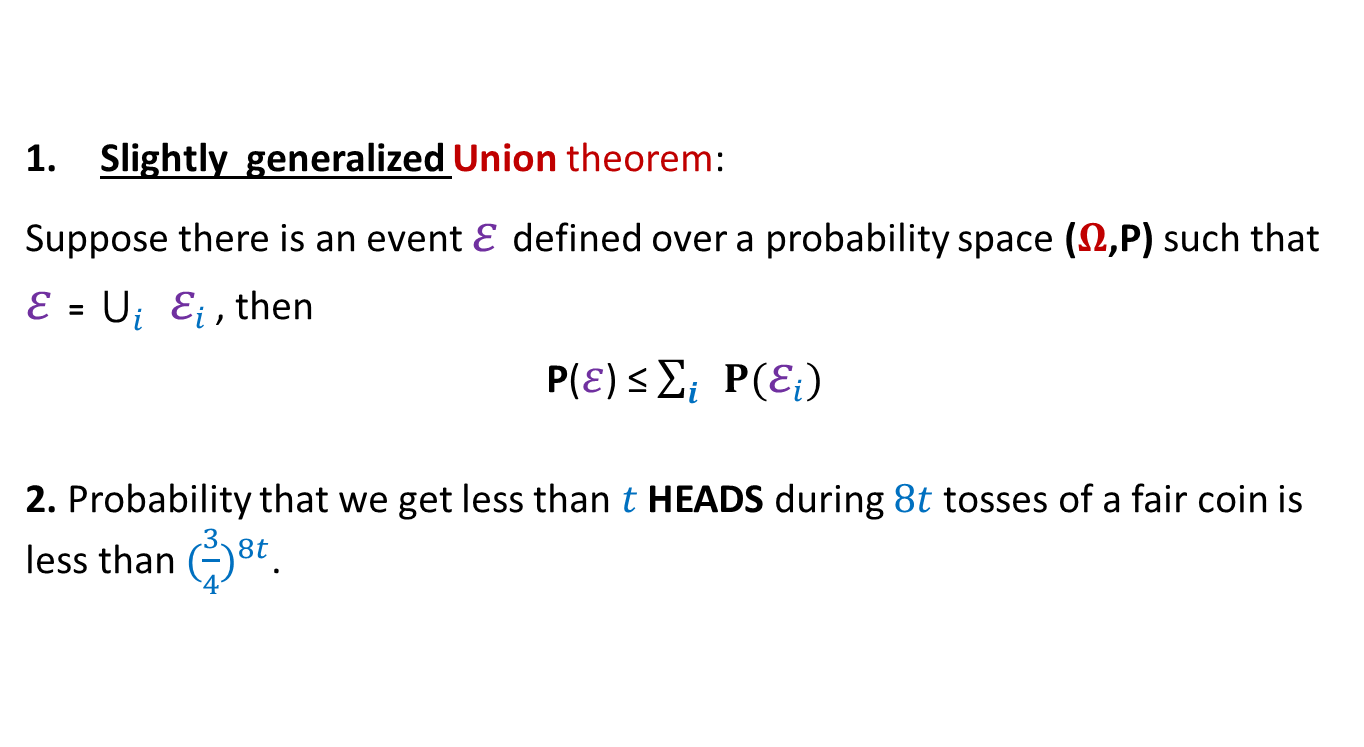 1. Slightly generalized Union theorem:
Suppose there is an event ℰ defined over a probability space (Ω,P) such that
ℰ = ⋃ᵢ ℰᵢ , then
P(ℰ) ≤ ∑ᵢ P(ℰᵢ)
2. Probability that we get less than t HEADS during 8t tosses of a fair coin is
less than (3/4)^8t.